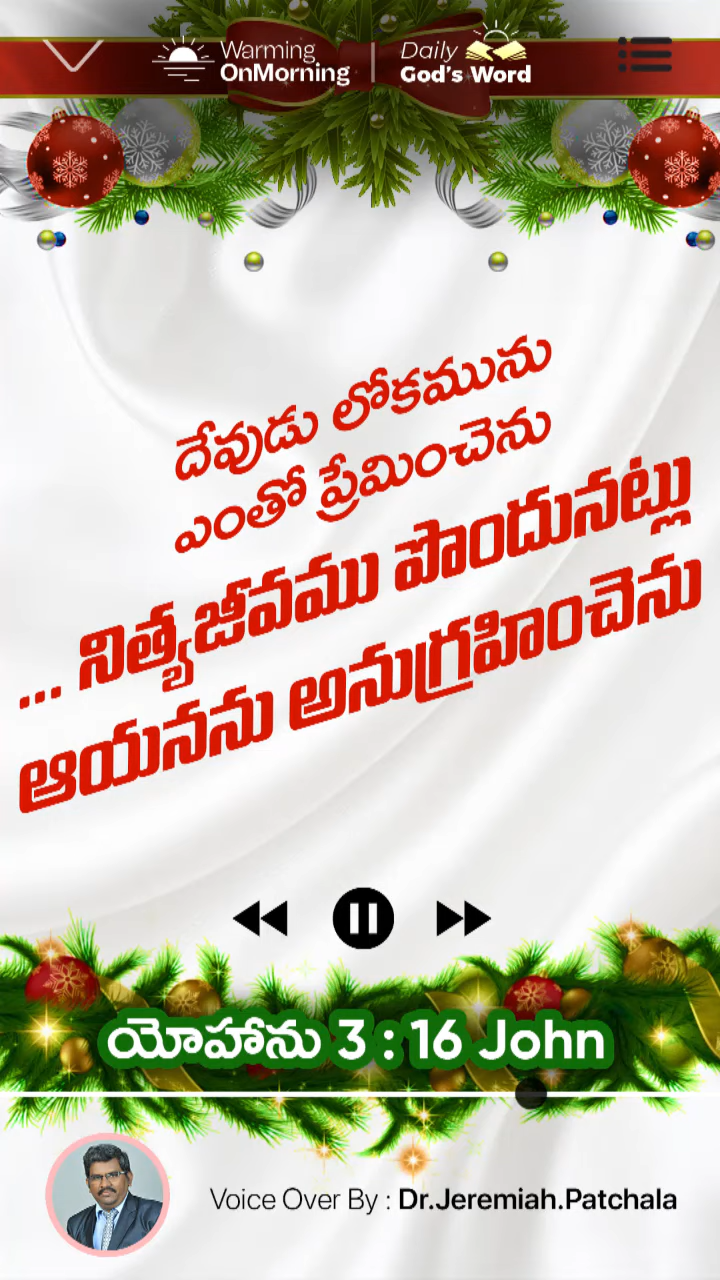 Warming
OnMorning
Daily
God's Word
దేవుడు లోకమును
ఎంతో ప్రేమించెను
... నిత్యజీవము పొందునట్లు
ఆయనను అనుగ్రహించెను
యోహాను 3 : 16 John
Voice Over By : Dr.Jeremiah.Patchala